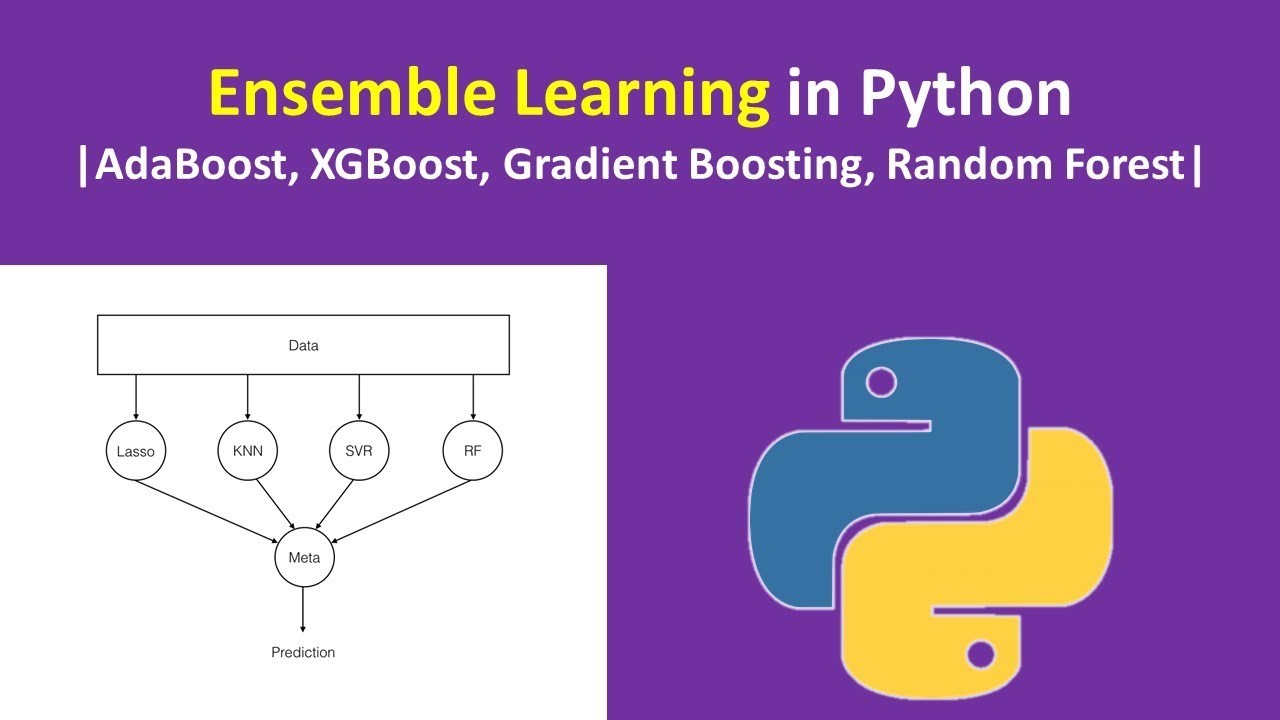 Ensemble Learning in Python
|AdaBoost, XGBoost, Gradient Boosting, Random Forest|
Data
Lasso
KNN
SVR
RF
Meta
Prediction